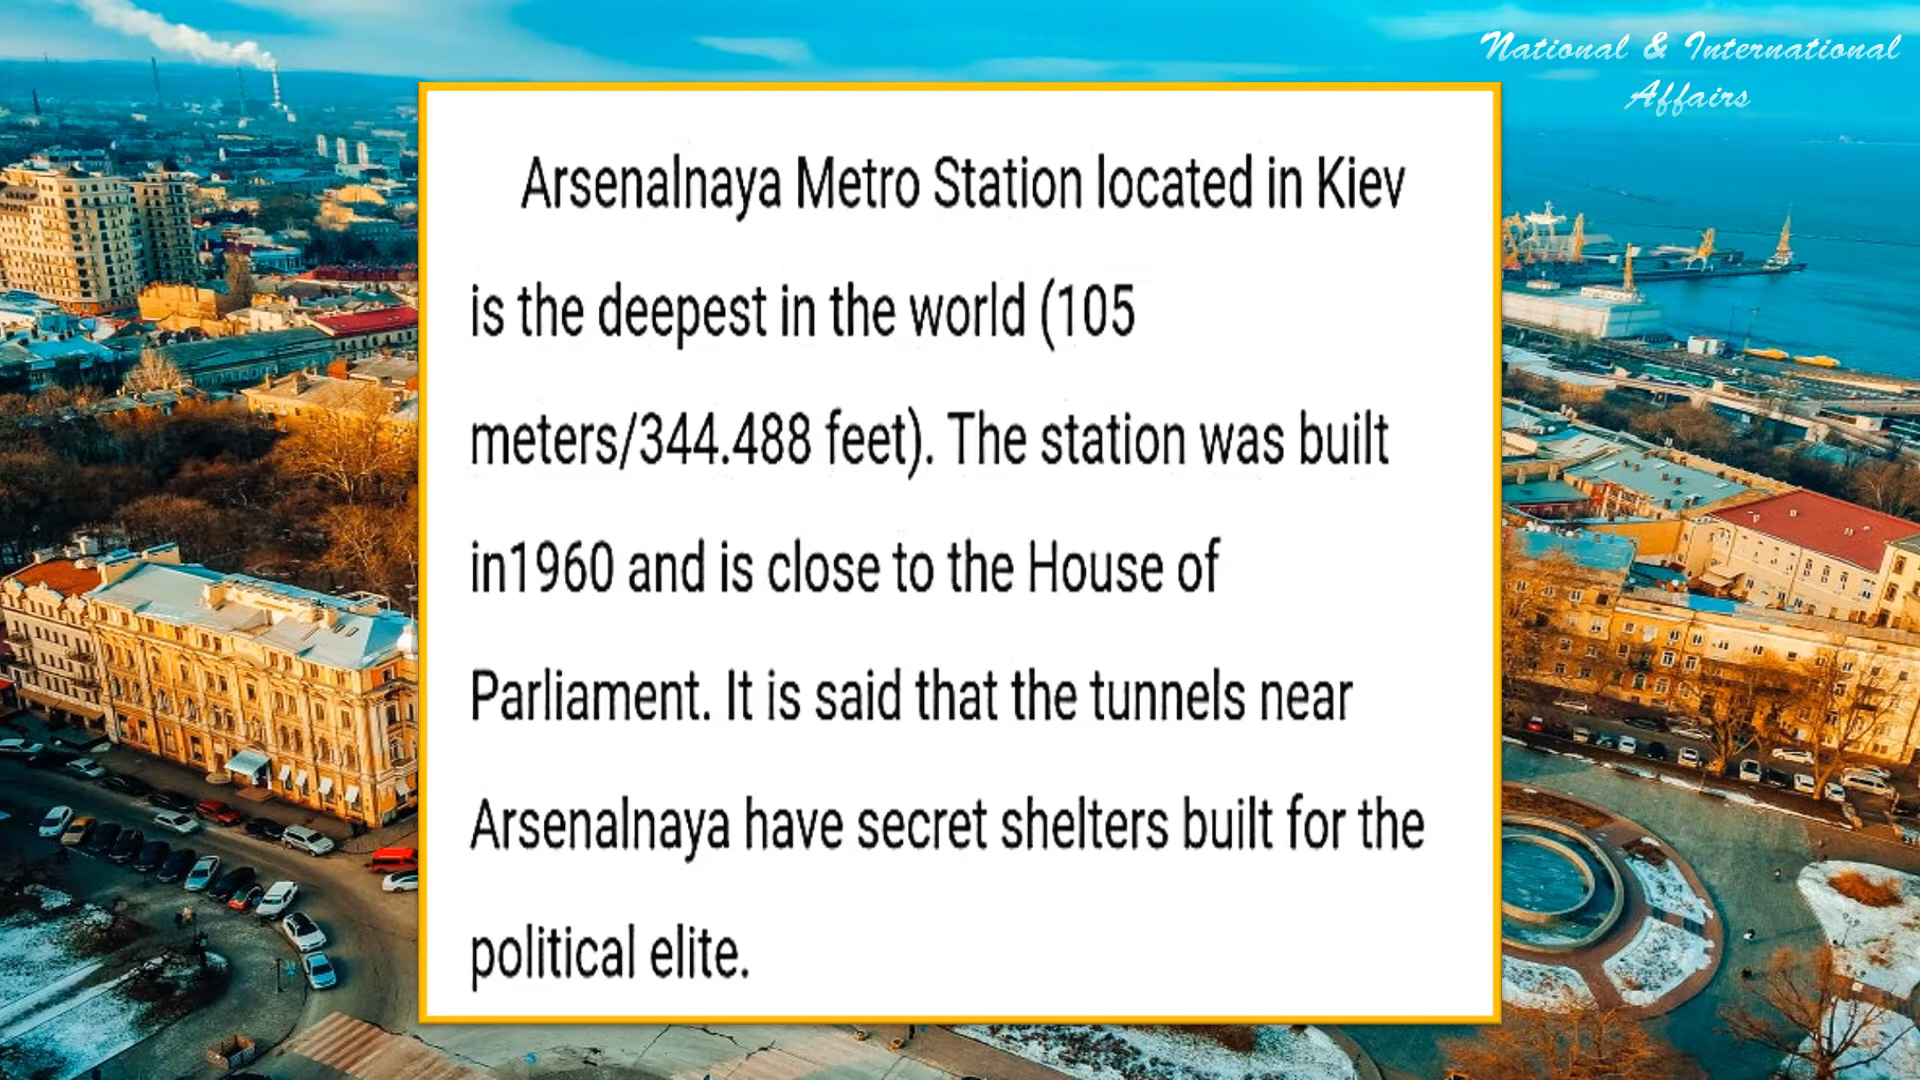 National & International
Affairs
Arsenalnaya Metro Station located in Kiev
is the deepest in the world (105
meters/344.488 feet). The station was built
in1960 and is close to the House of
Parliament. It is said that the tunnels near
Arsenalnaya have secret shelters built for the
political elite.